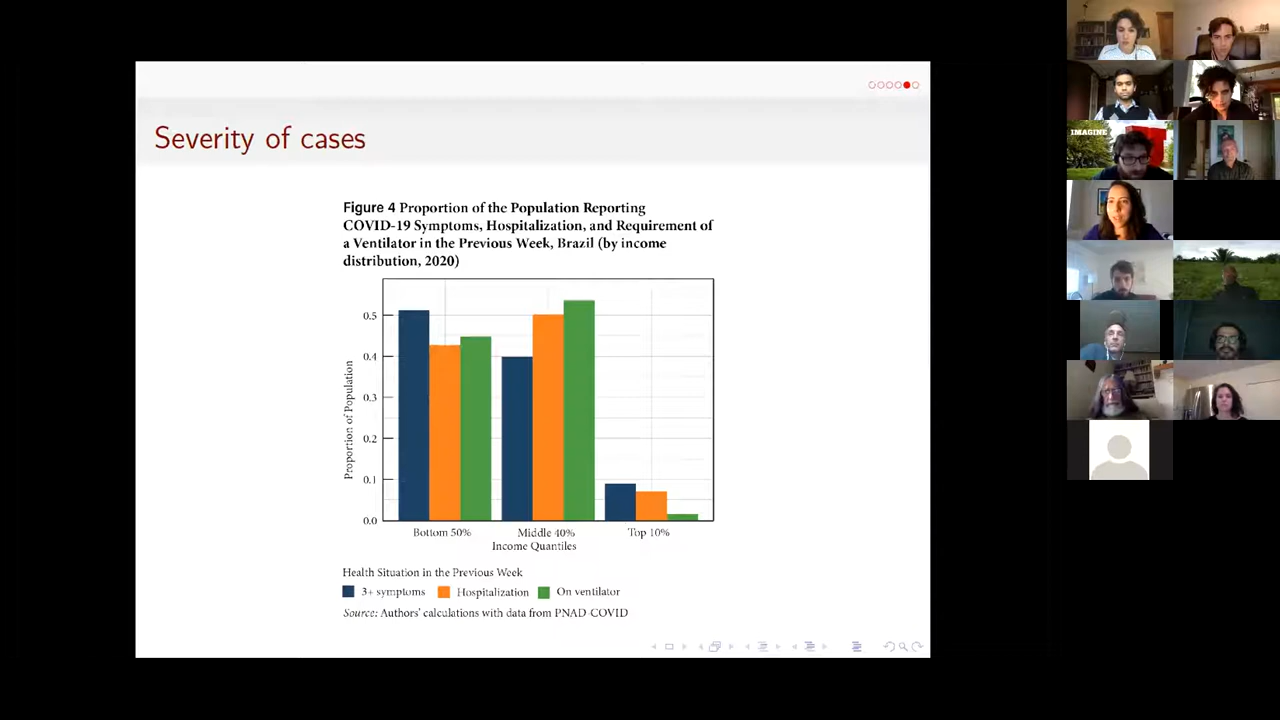 Severity of cases
Figure 4 Proportion of the Population Reporting
COVID-19 Symptoms, Hospitalization, and Requirement of
a Ventilator in the Previous Week, Brazil (by income
distribution, 2020)
Proportion of Population
0.5
0.4
0.3
0.2
0.1
0.0
Bottom 50%
Middle 40%
Top 10%
Income Quantiles
Health Situation in the Previous Week
3+ symptoms
Hospitalization
On ventilator
Source: Authors' calculations with data from PNAD-COVID
IMAGINE